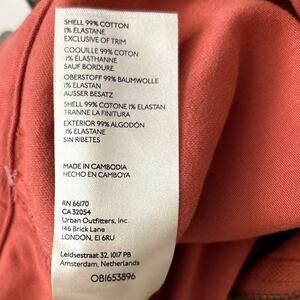 SHELL 99% COTTON
1% ELASTANE
EXCLUSIVE OF TRIM
COQUILLE 99% COTON
1% ÉLASTHANNE
SAUF BORDURE
OBERSTOFF 99% BAUMWOLLE
1% ELASTAN
AUSSER BESATZ
SHELL 99% COTONE 1% ELASTAN
TRANNE LA FINITURA
EXTERIOR 99% ALGODÓN
1% ELASTANE
SIN RIBETES
MADE IN CAMBODIA
HECHO EN CAMBOYA
RN 66170
CA 32054
Urban Outfitters, Inc.
146 Brick Lane
LONDON, E1 6RU
Leidsestraat 32, 1017 PB
Amsterdam, Netherlands
OBI653896